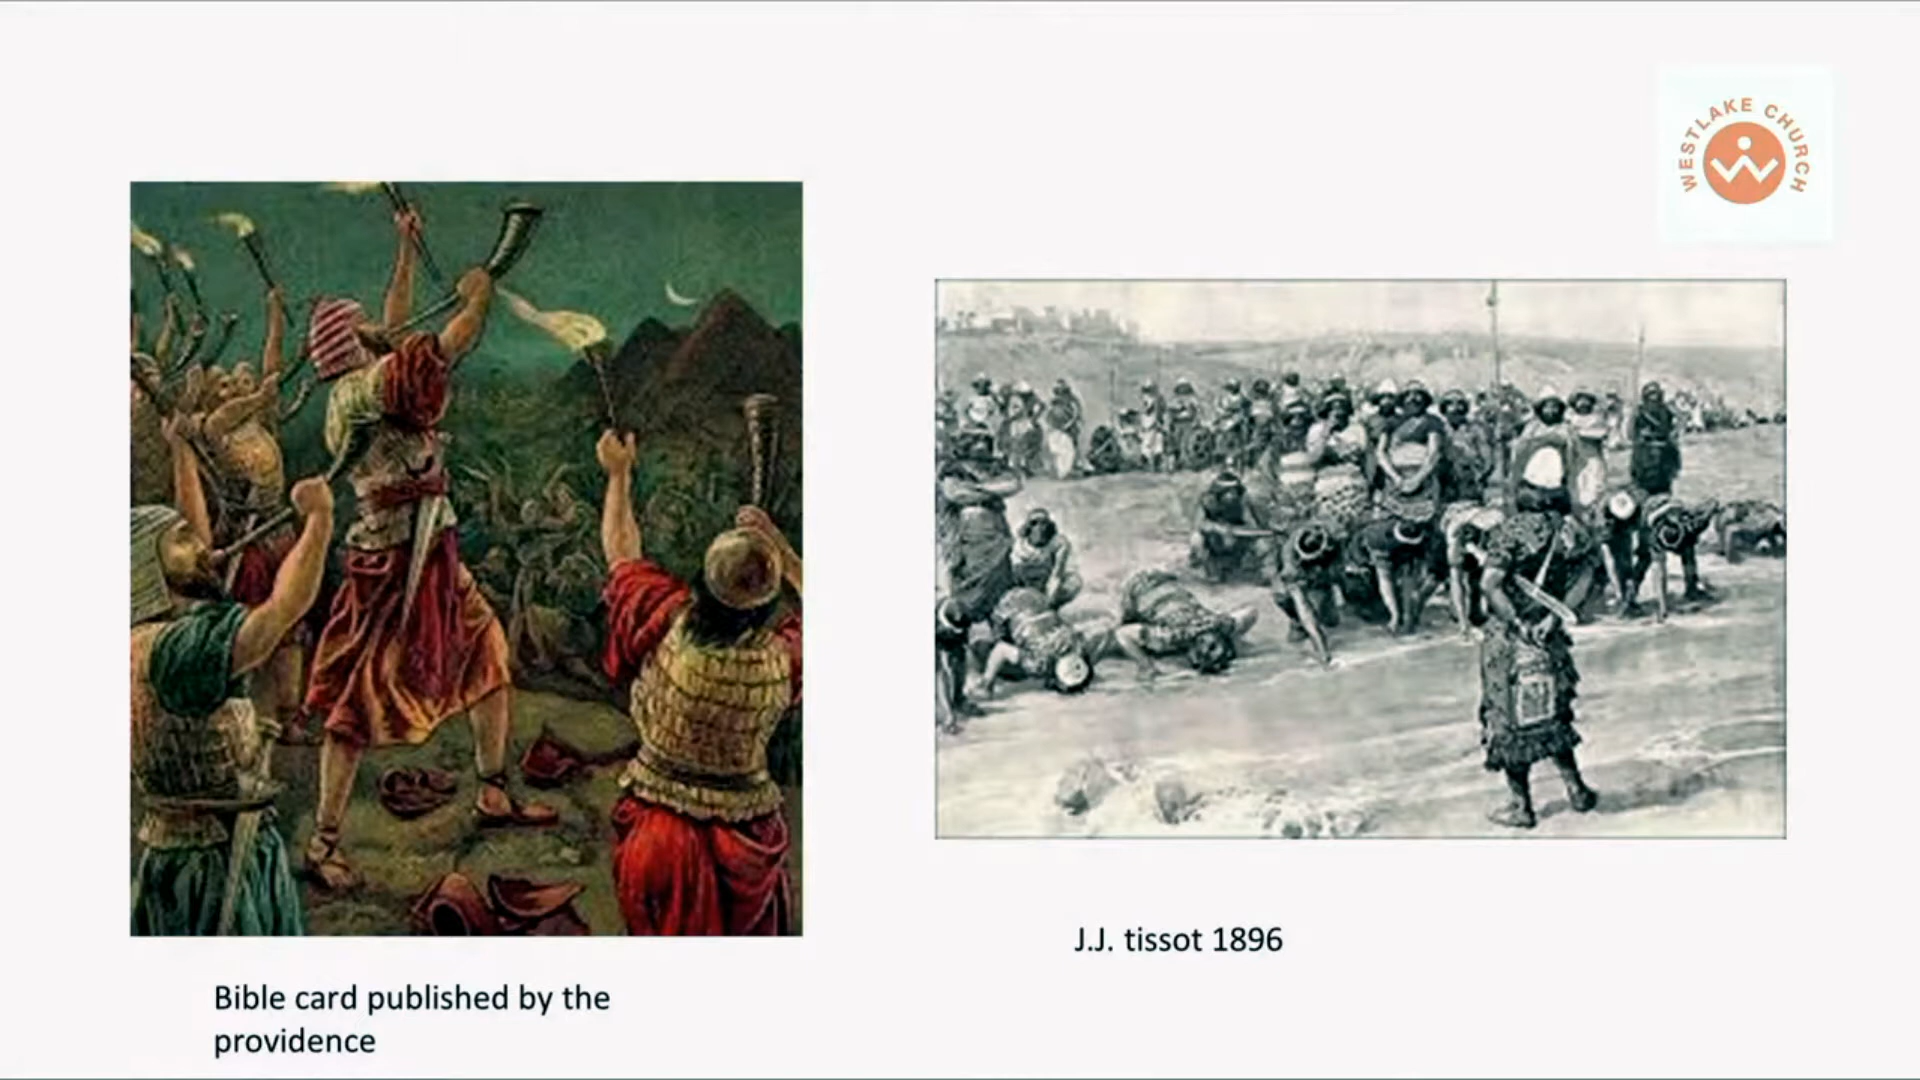 WESTLAKE CHURCH
J.J. tissot 1896
Bible card published by the
providence